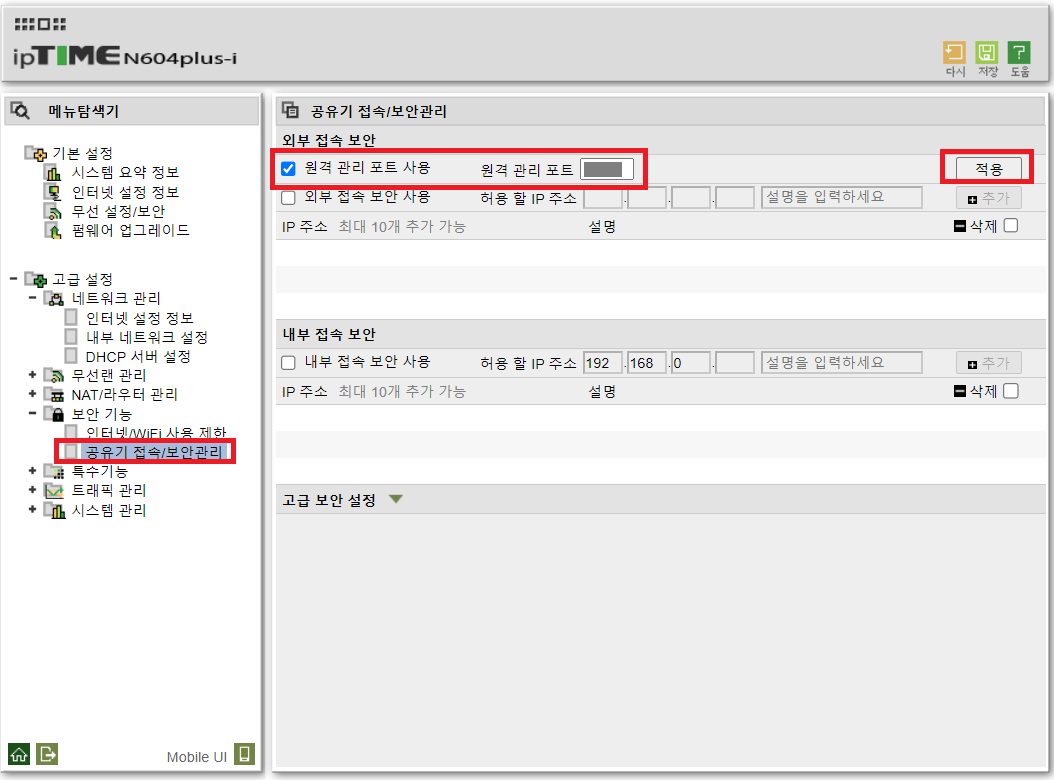 ipTIME N604plus-i
다시 저장 도움
메뉴탐색기
기본 설정
시스템 요약 정보
인터넷 설정 정보
무선 설정/보안
펌웨어 업그레이드
고급 설정
네트워크 관리
인터넷 설정 정보
내부 네트워크 설정
DHCP 서버 설정
무선랜 관리
NAT/라우터 관리
보안 기능
인터넷/WiFi 사용 제한
공유기 접속/보안관리
특수기능
트래픽 관리
시스템 관리
Mobile UI
공유기 접속/보안관리
외부 접속 보안
원격 관리 포트 사용 원격 관리 포트 적용
외부 접속 보안 사용 허용 할 IP 주소 . . . 설명을 입력하세요 추가
IP 주소 최대 10개 추가 가능 설명 삭제
내부 접속 보안
내부 접속 보안 사용 허용 할 IP 주소 192 . 168 . 0 . 설명을 입력하세요 추가
IP 주소 최대 10개 추가 가능 설명 삭제
고급 보안 설정